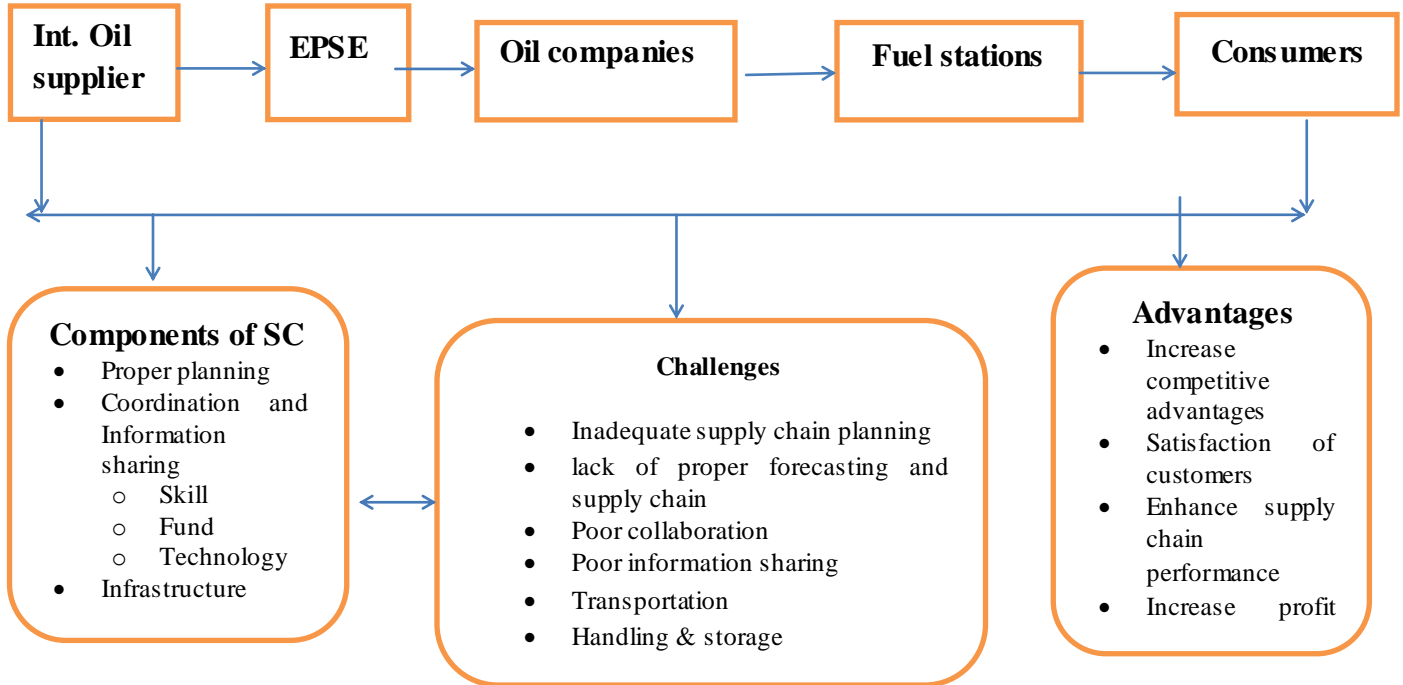 Int. Oil
supplier
EPSE
Oil companies
Fuel stations
Consumers
Components of SC
• Proper planning
• Coordination and
Information
sharing
o Skill
o Fund
o Technology
• Infrastructure
Challenges
• Inadequate supply chain planning
• lack of proper forecasting and
supply chain
• Poor collaboration
• Poor information sharing
• Transportation
• Handling & storage
Advantages
• Increase
competitive
advantages
• Satisfaction of
customers
• Enhance supply
chain
performance
• Increase profit